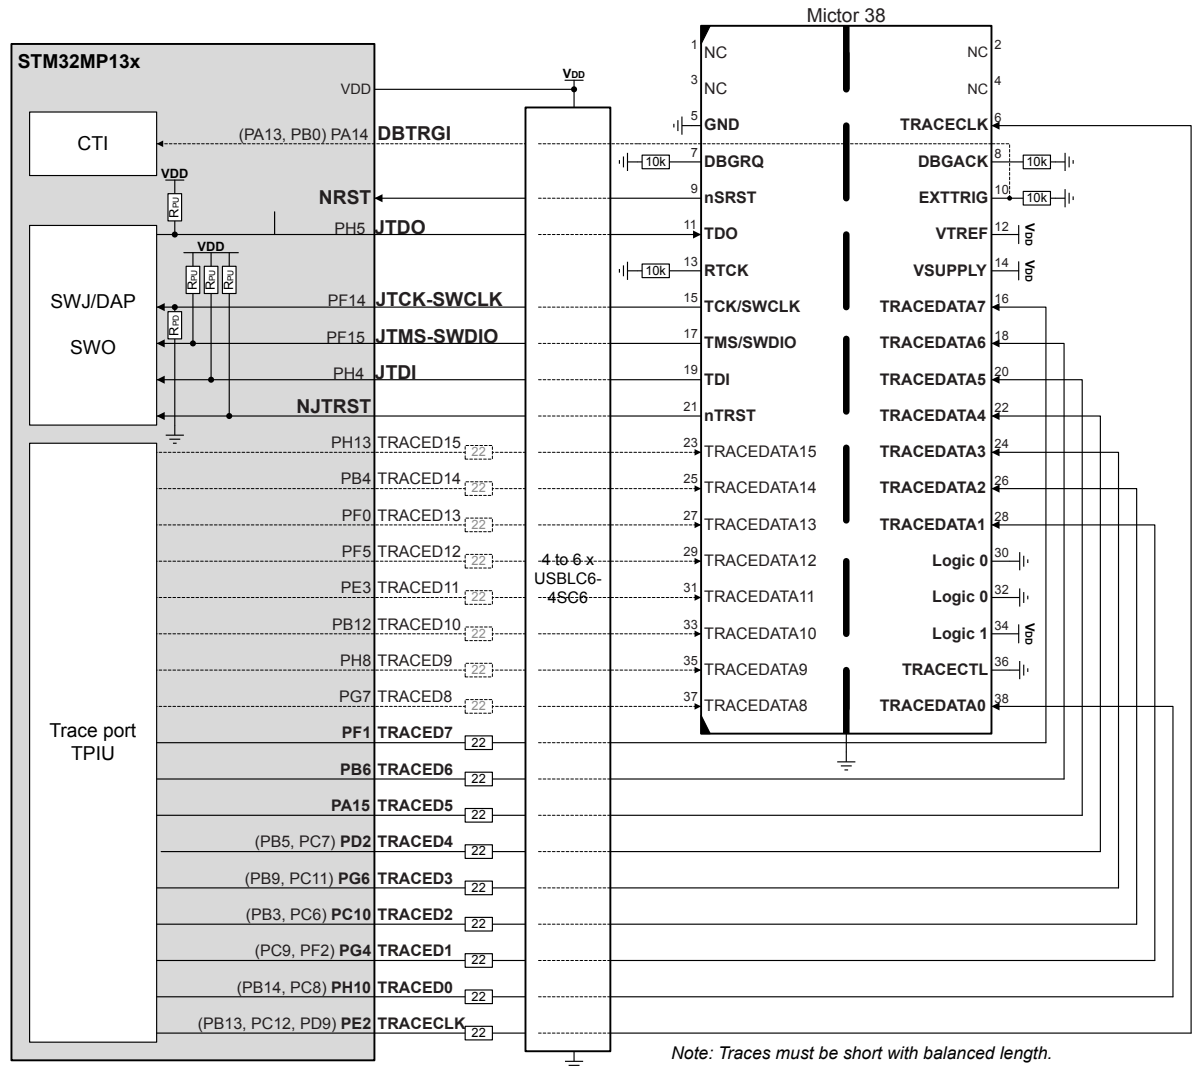 Mictor 38
STM32MP13x
VDD
VDD
CTI
(PA13, PB0) PA14 DBTRGI
VDD
RPU
NRST
PH5 JTDO
VDD
RPU
RPU
RPU
SWJ/DAP
SWO
PF14 JTCK-SWCLK
RPD
PF15 JTMS-SWDIO
PH4 JTDI
NJTRST
Trace port
TPIU
PH13 TRACED15 22
PB4 TRACED14 22
PF0 TRACED13 22
PF5 TRACED12 22
PE3 TRACED11 22
PB12 TRACED10 22
PH8 TRACED9 22
PG7 TRACED8 22
PF1 TRACED7 22
PB6 TRACED6 22
PA15 TRACED5 22
(PB5, PC7) PD2 TRACED4 22
(PB9, PC11) PG6 TRACED3 22
(PB3, PC6) PC10 TRACED2 22
(PC9, PF2) PG4 TRACED1 22
(PB14, PC8) PH10 TRACED0 22
(PB13, PC12, PD9) PE2 TRACECLK 22
4 to 6 x
USBLC6-
4SC6
1 NC
3 NC
5 GND
10k 7 DBGRQ
9 nSRST
11 TDO
10k 13 RTCK
15 TCK/SWCLK
17 TMS/SWDIO
19 TDI
21 nTRST
23 TRACEDATA15
25 TRACEDATA14
27 TRACEDATA13
29 TRACEDATA12
31 TRACEDATA11
33 TRACEDATA10
35 TRACEDATA9
37 TRACEDATA8
NC 2
NC 4
TRACECLK 6
DBGACK 8 10k
EXTTRIG 10 10k
VTREF 12 VDD
VSUPPLY 14 VDD
TRACEDATA7 16
TRACEDATA6 18
TRACEDATA5 20
TRACEDATA4 22
TRACEDATA3 24
TRACEDATA2 26
TRACEDATA1 28
Logic 0 30
Logic 0 32
Logic 1 34 VDD
TRACECTL 36
TRACEDATA0 38
Note: Traces must be short with balanced length.